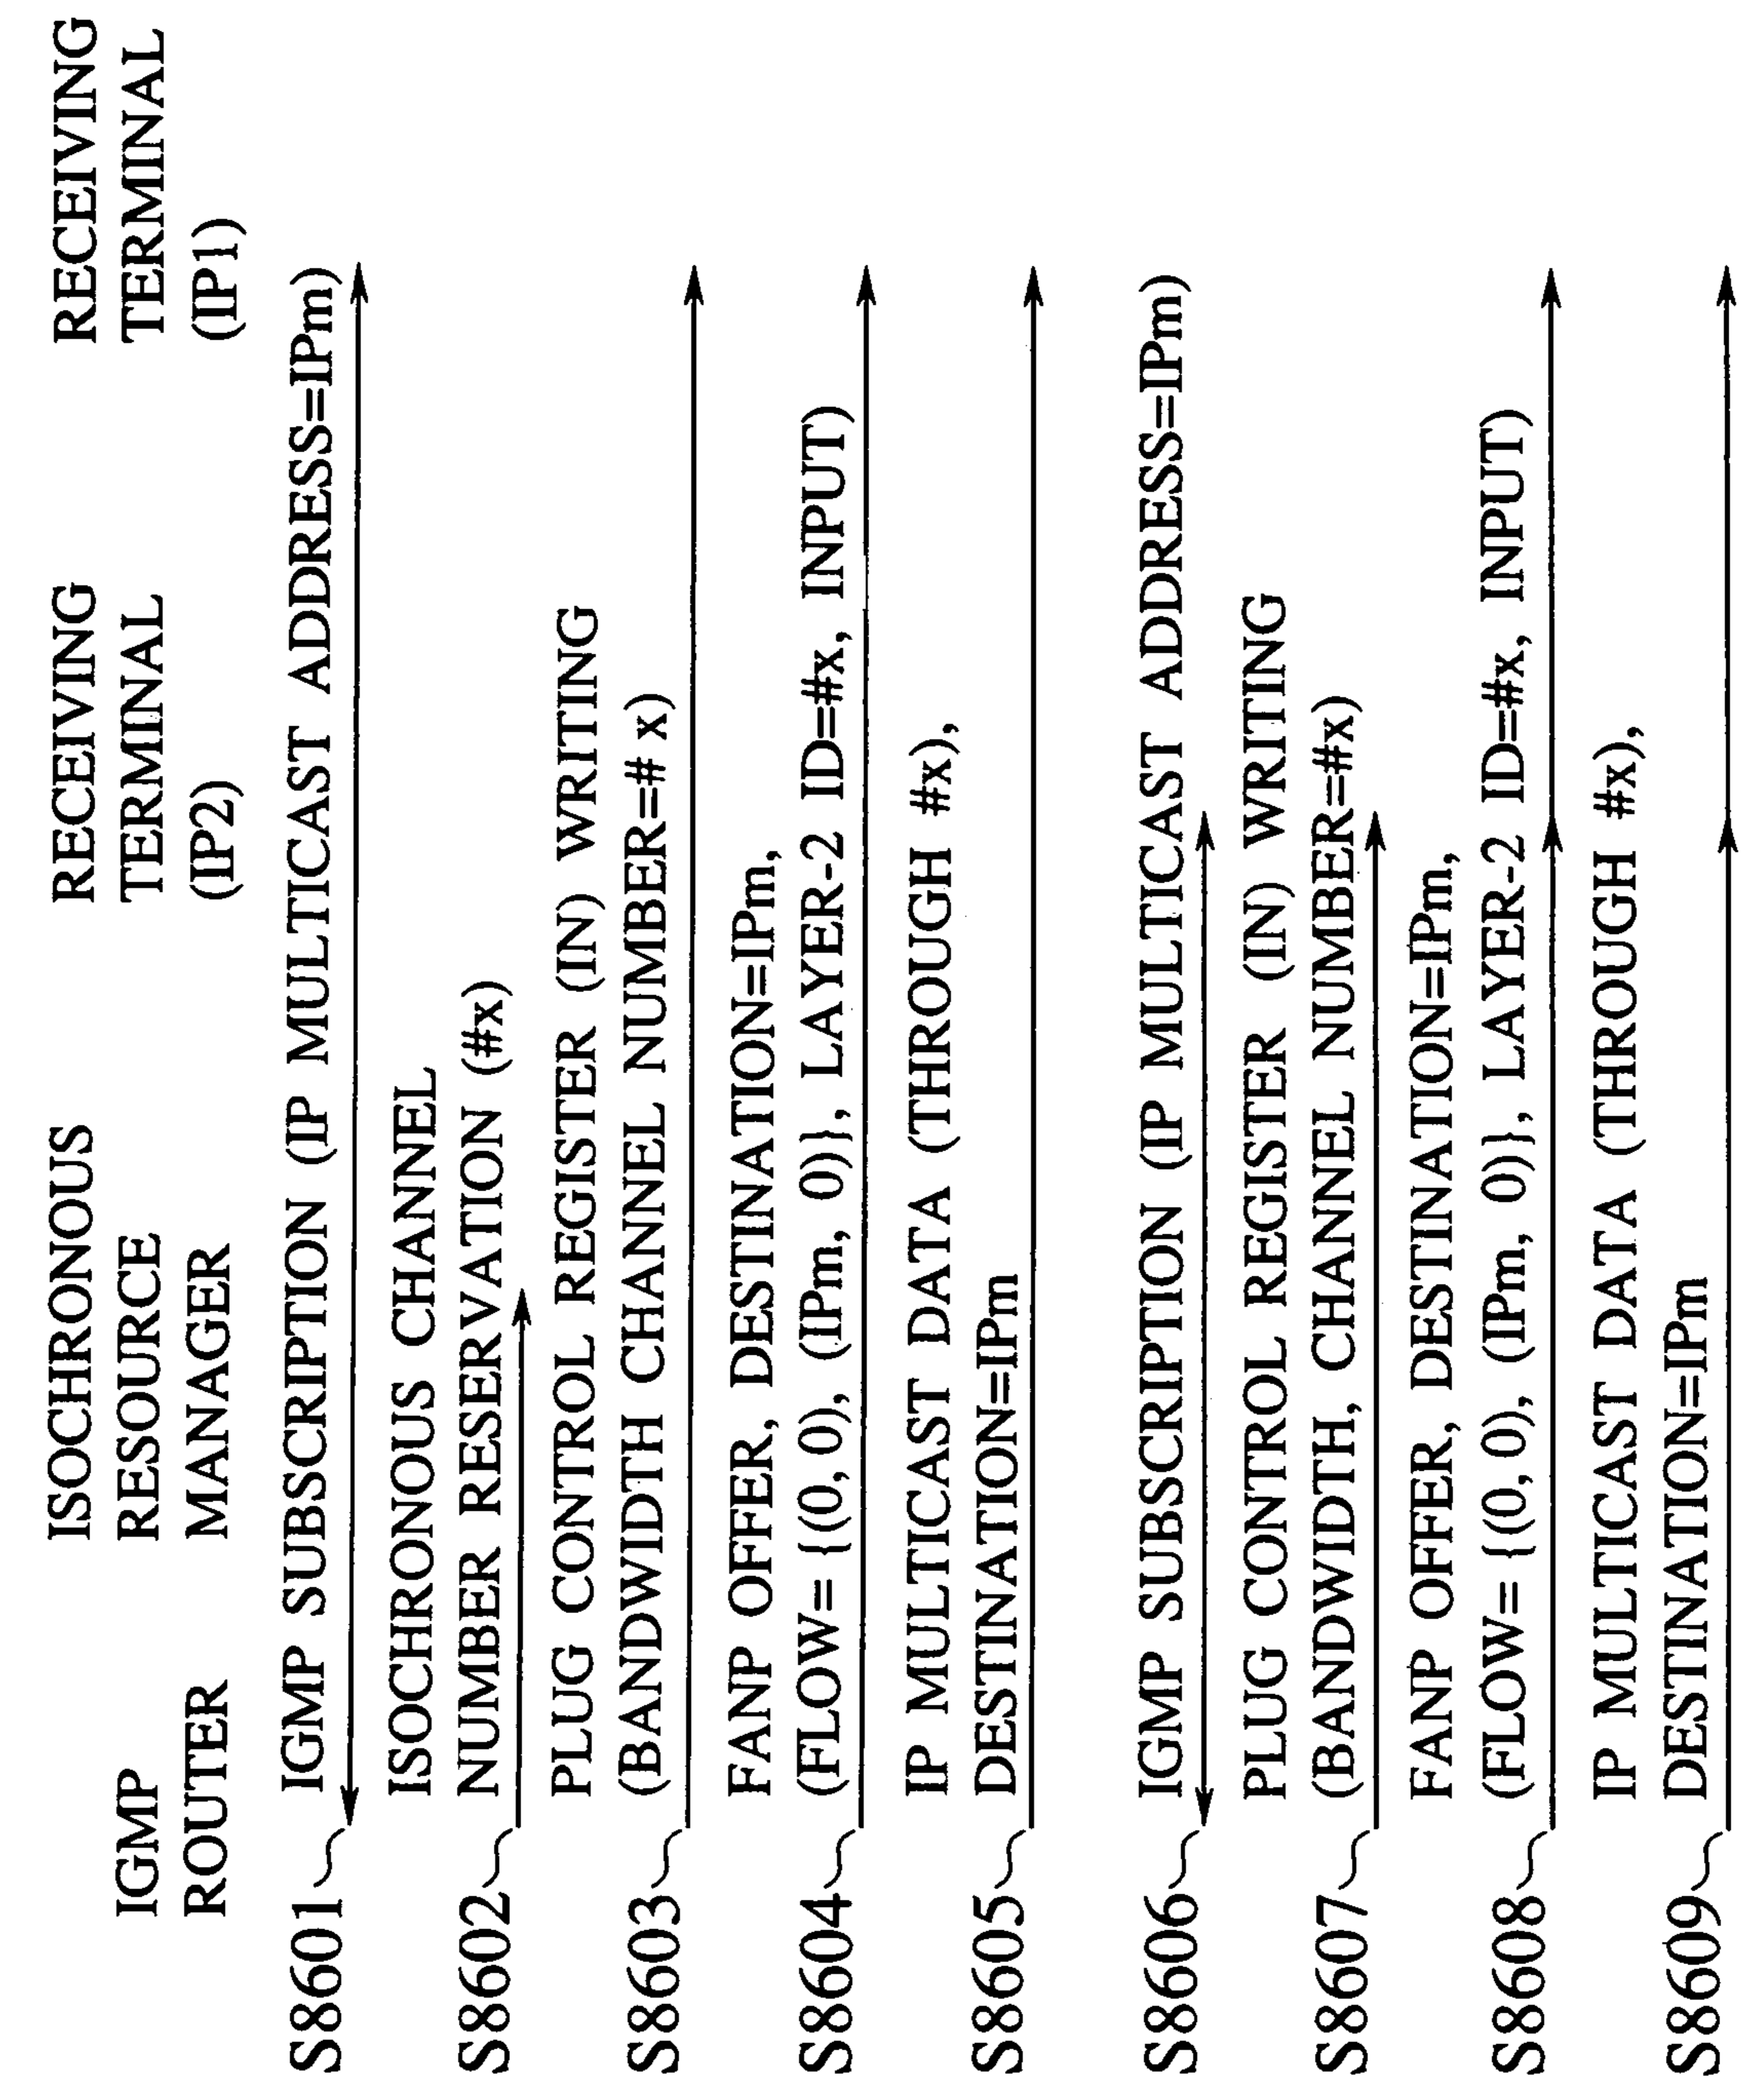 IGMP
ROUTER
ISOCHRONOUS
RESOURCE
MANAGER
RECEIVING
TERMINAL
(IP2)
RECEIVING
TERMINAL
(IP1)
S8601
IGMP SUBSCRIPTION (IP MULTICAST ADDRESS=IPm)
ISOCHRONOUS CHANNEL
S8602
NUMBER RESERVATION (#x)
PLUG CONTROL REGISTER (IN) WRITING
S8603
(BANDWIDTH CHANNEL NUMBER=# x)
FANP OFFER, DESTINATION=IPm,
S8604
(FLOW= {(0, 0), (IPm, 0)}, LAYER-2 ID=#x, INPUT)
IP MULTICAST DATA (THROUGH #x),
S8605
DESTINATION=IPm
S8606
IGMP SUBSCRIPTION (IP MULTICAST ADDRESS=IPm)
PLUG CONTROL REGISTER (IN) WRITING
S8607
(BANDWIDTH, CHANNEL NUMBER=#x)
FANP OFFER, DESTINATION=IPm,
S8608
(FLOW= {(0, 0), (IPm, 0)}, LAYER-2 ID=#x, INPUT)
IP MULTICAST DATA (THROUGH #x),
S8609
DESTINATION=IPm